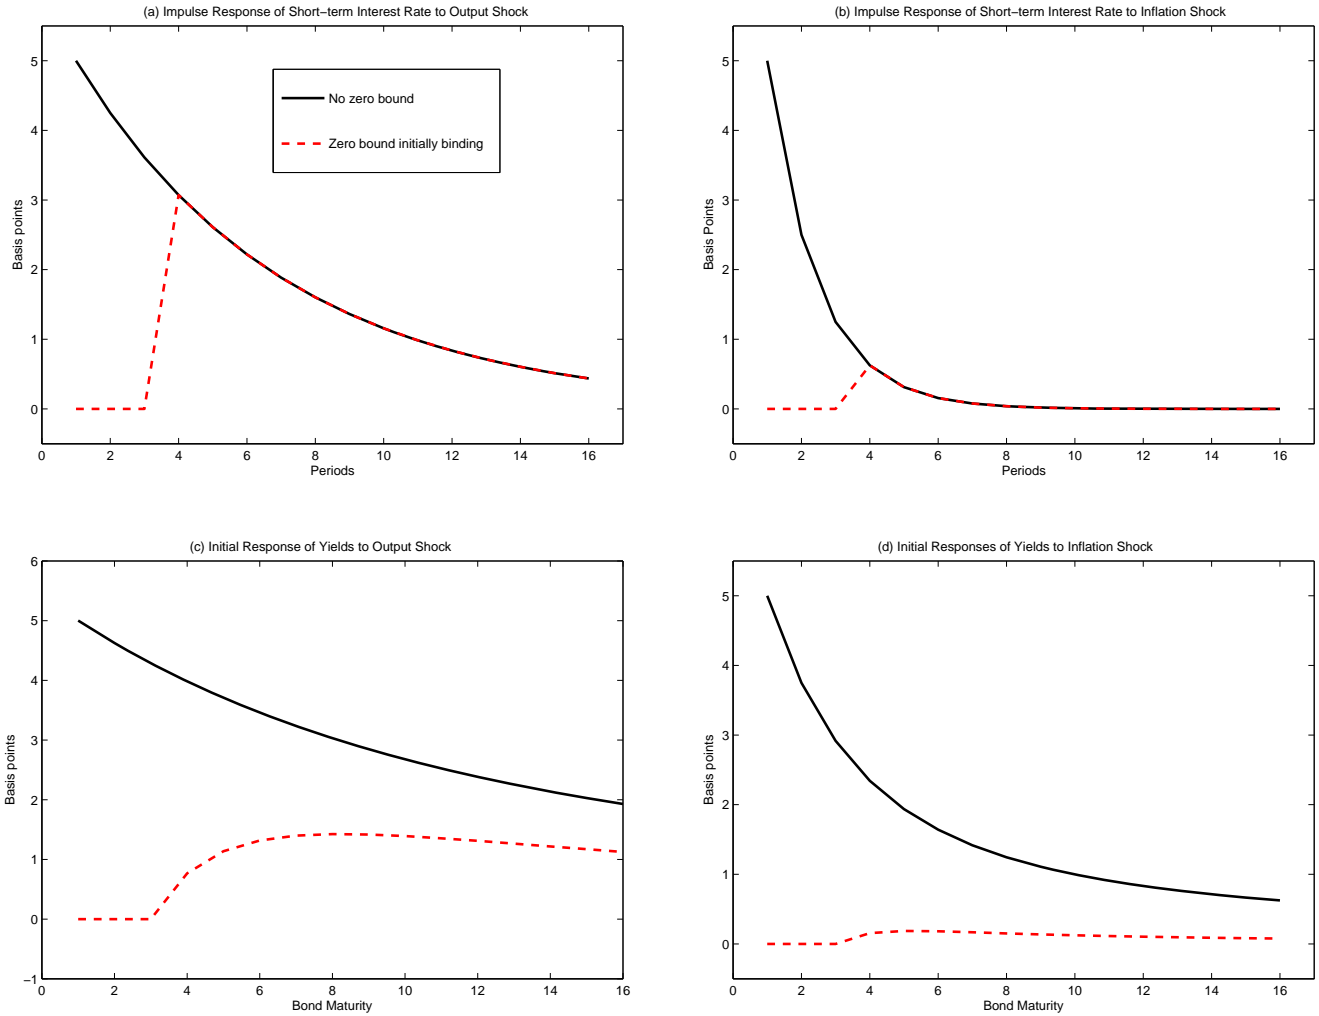 (a) Impulse Response of Short−term Interest Rate to Output Shock
5
4
3
2
1
0
Basis points
No zero bound
Zero bound initially binding
0 2 4 6 8 10 12 14 16
Periods
(b) Impulse Response of Short−term Interest Rate to Inflation Shock
5
4
3
2
1
0
Basis Points
0 2 4 6 8 10 12 14 16
Periods
(c) Initial Response of Yields to Output Shock
6
5
4
3
2
1
0
−1
Basis points
0 2 4 6 8 10 12 14 16
Bond Maturity
(d) Initial Responses of Yields to Inflation Shock
5
4
3
2
1
0
Basis points
0 2 4 6 8 10 12 14 16
Bond Maturity